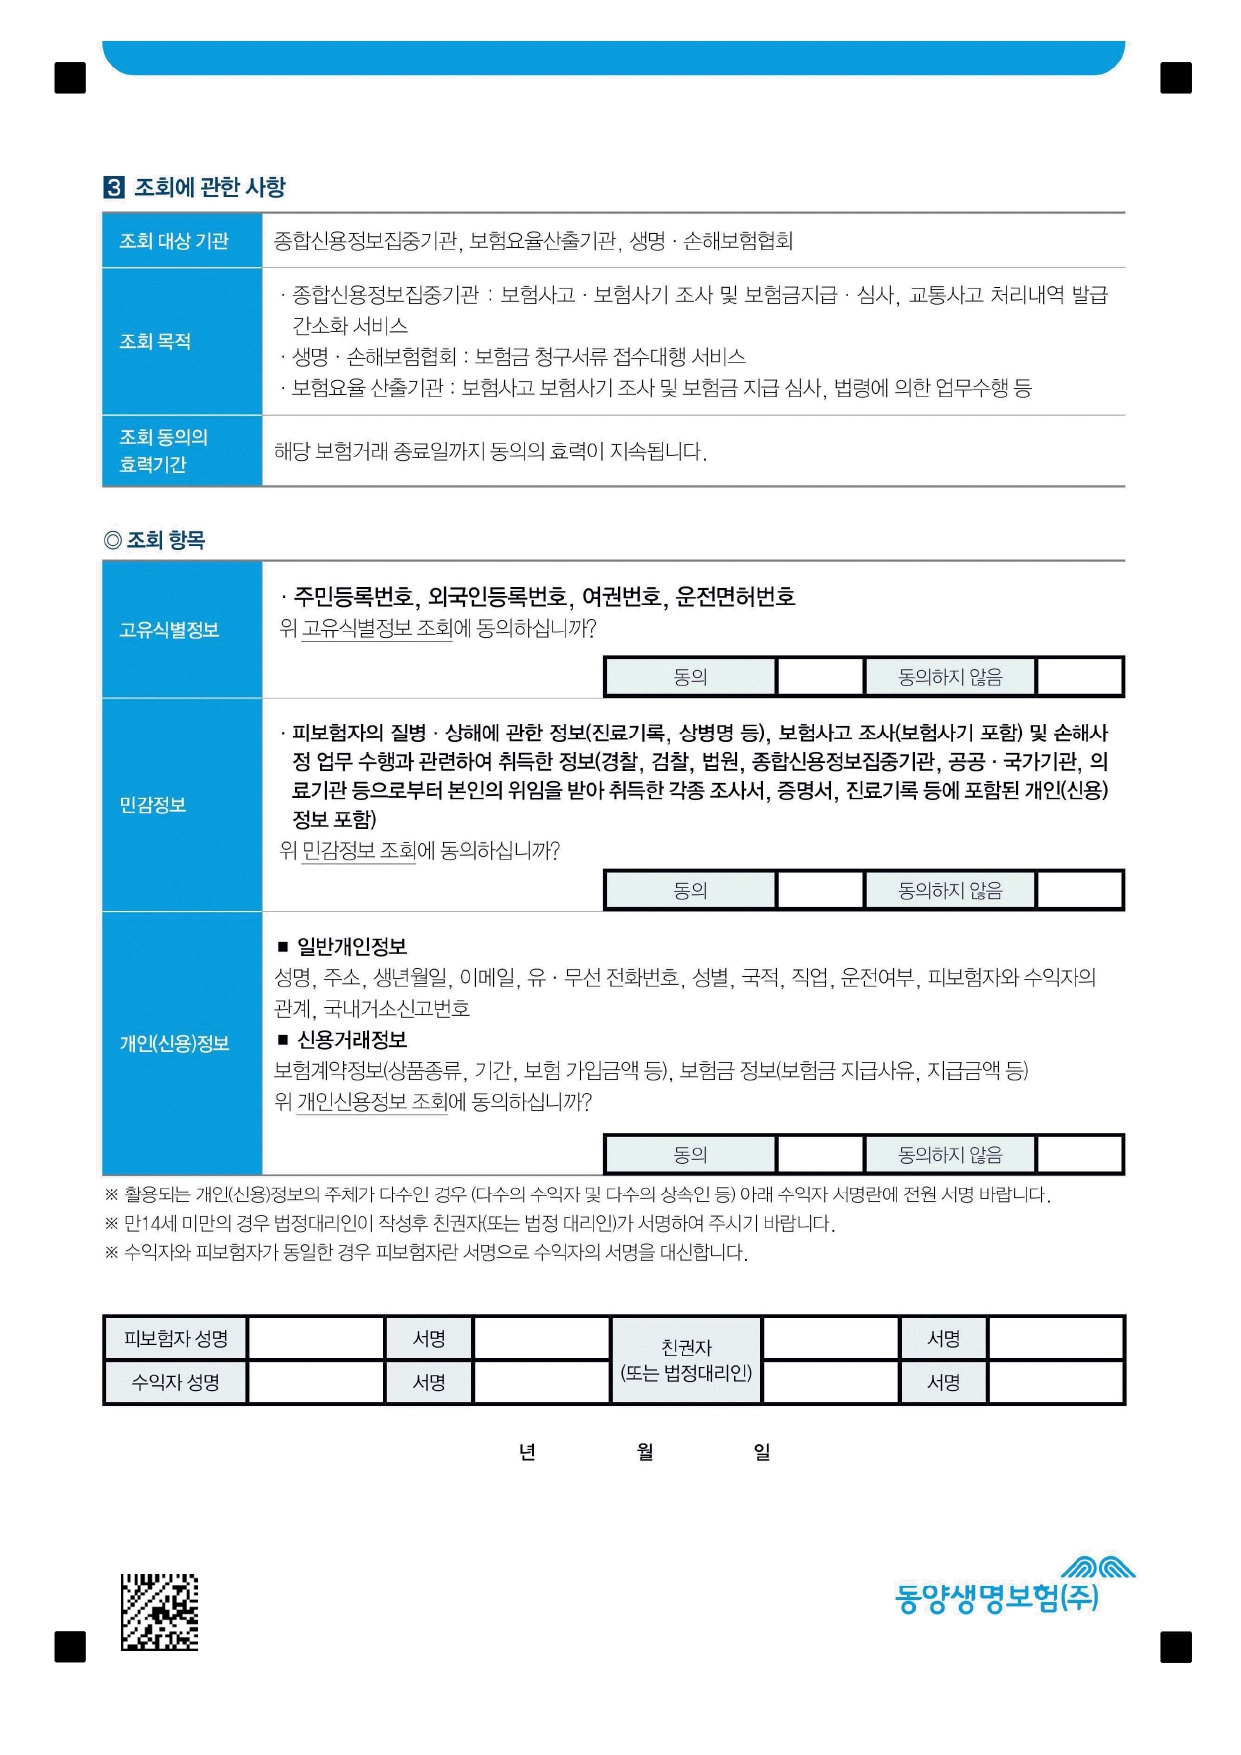 3 조회에 관한 사항
조회 대상 기관
종합신용정보집중기관, 보험요율산출기관, 생명 · 손해보험협회
조회 목적
· 종합신용정보집중기관 : 보험사고 · 보험사기 조사 및 보험금지급 · 심사, 교통사고 처리내역 발급
간소화 서비스
· 생명 · 손해보험협회 : 보험금 청구서류 접수대행 서비스
· 보험요율 산출기관 : 보험사고 보험사기 조사 및 보험금 지급 심사, 법령에 의한 업무수행 등
조회 동의의
효력기간
해당 보험거래 종료일까지 동의의 효력이 지속됩니다.
◎ 조회 항목
고유식별정보
· 주민등록번호, 외국인등록번호, 여권번호, 운전면허번호
위 고유식별정보 조회에 동의하십니까?
동의 동의하지 않음
민감정보
· 피보험자의 질병 · 상해에 관한 정보(진료기록, 상병명 등), 보험사고 조사(보험사기 포함) 및 손해사
정 업무 수행과 관련하여 취득한 정보(경찰, 검찰, 법원, 종합신용정보집중기관, 공공 · 국가기관, 의
료기관 등으로부터 본인의 위임을 받아 취득한 각종 조사서, 증명서, 진료기록 등에 포함된 개인(신용)
정보 포함)
위 민감정보 조회에 동의하십니까?
동의 동의하지 않음
개인(신용)정보
■ 일반개인정보
성명, 주소, 생년월일, 이메일, 유 · 무선 전화번호, 성별, 국적, 직업, 운전여부, 피보험자와 수익자의
관계, 국내거소신고번호
■ 신용거래정보
보험계약정보(상품종류, 기간, 보험 가입금액 등), 보험금 정보(보험금 지급사유, 지급금액 등)
위 개인신용정보 조회에 동의하십니까?
동의 동의하지 않음
※ 활용되는 개인(신용)정보의 주체가 다수인 경우 (다수의 수익자 및 다수의 상속인 등) 아래 수익자 서명란에 전원 서명 바랍니다.
※ 만14세 미만의 경우 법정대리인이 작성후 친권자(또는 법정 대리인)가 서명하여 주시기 바랍니다.
※ 수익자와 피보험자가 동일한 경우 피보험자란 서명으로 수익자의 서명을 대신합니다.
피보험자 성명 서명 친권자 서명
(또는 법정대리인)
수익자 성명 서명 서명
년 월 일
동양생명보험(주)